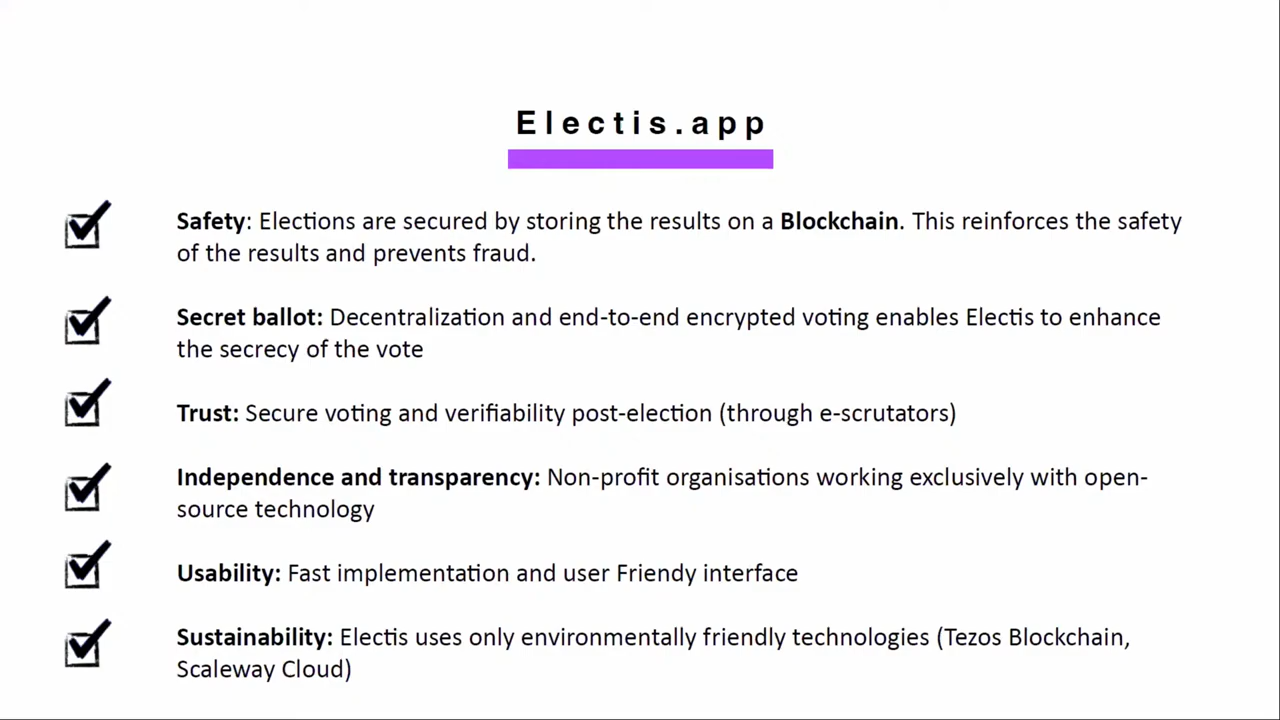 Electis.app
Safety: Elections are secured by storing the results on a Blockchain. This reinforces the safety
of the results and prevents fraud.
Secret ballot: Decentralization and end-to-end encrypted voting enables Electis to enhance
the secrecy of the vote
Trust: Secure voting and verifiability post-election (through e-scrutators)
Independence and transparency: Non-profit organisations working exclusively with open-
source technology
Usability: Fast implementation and user Friendy interface
Sustainability: Electis uses only environmentally friendly technologies (Tezos Blockchain,
Scaleway Cloud)